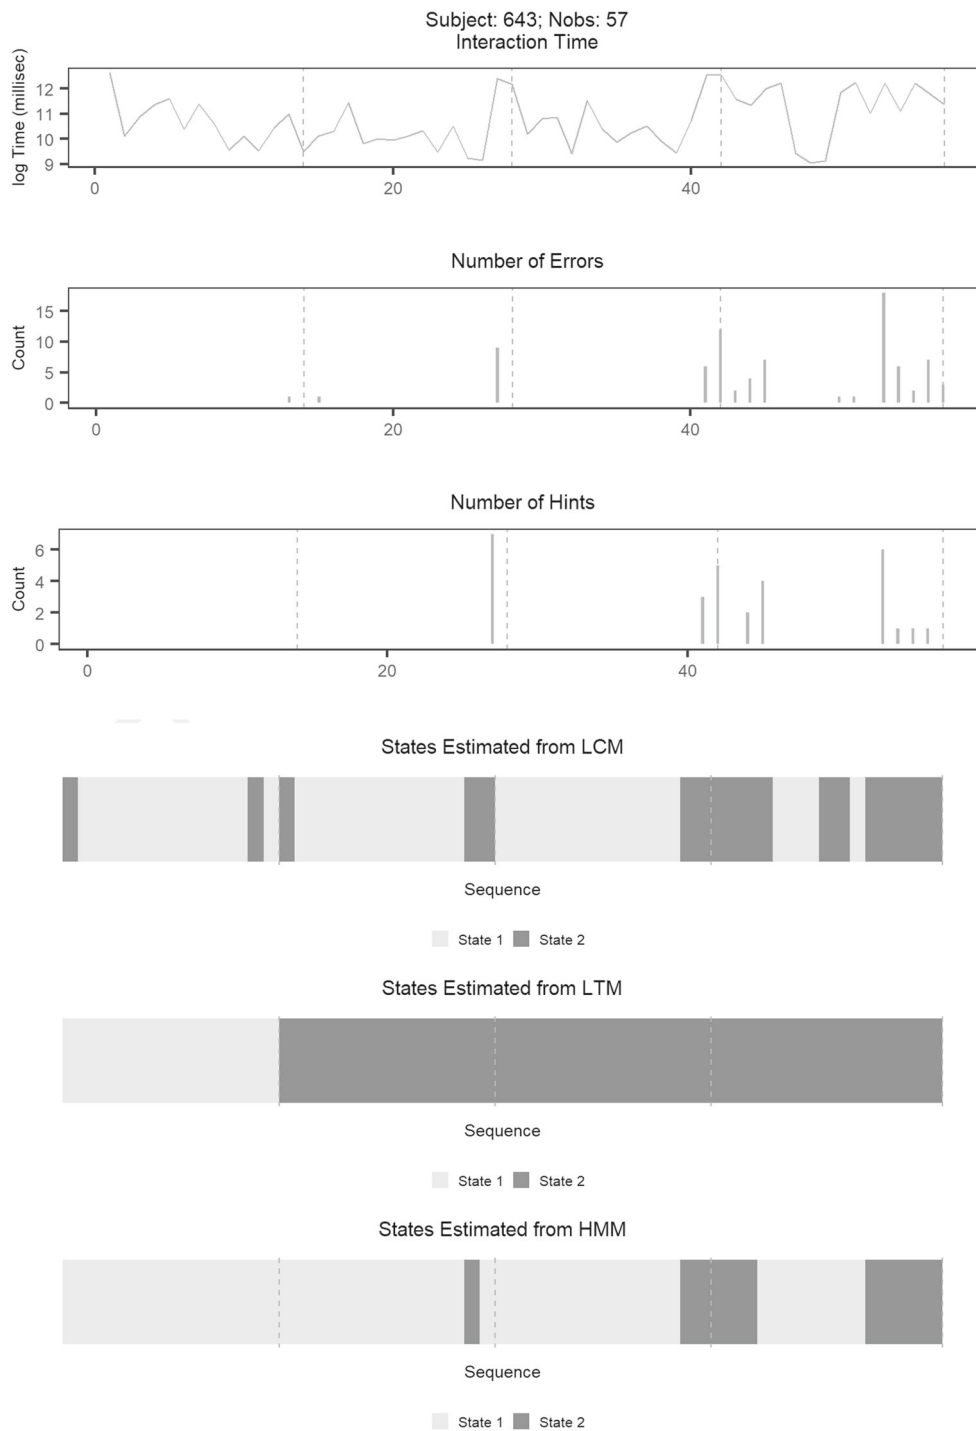 Subject: 643; Nobs: 57
Interaction Time
log Time (millisec)
12
11
10
9
0 20 40
Number of Errors
Count
15
10
5
0
0 20 40
Number of Hints
Count
6
4
2
0
0 20 40
States Estimated from LCM
Sequence
State 1 State 2
States Estimated from LTM
Sequence
State 1 State 2
States Estimated from HMM
Sequence
State 1 State 2